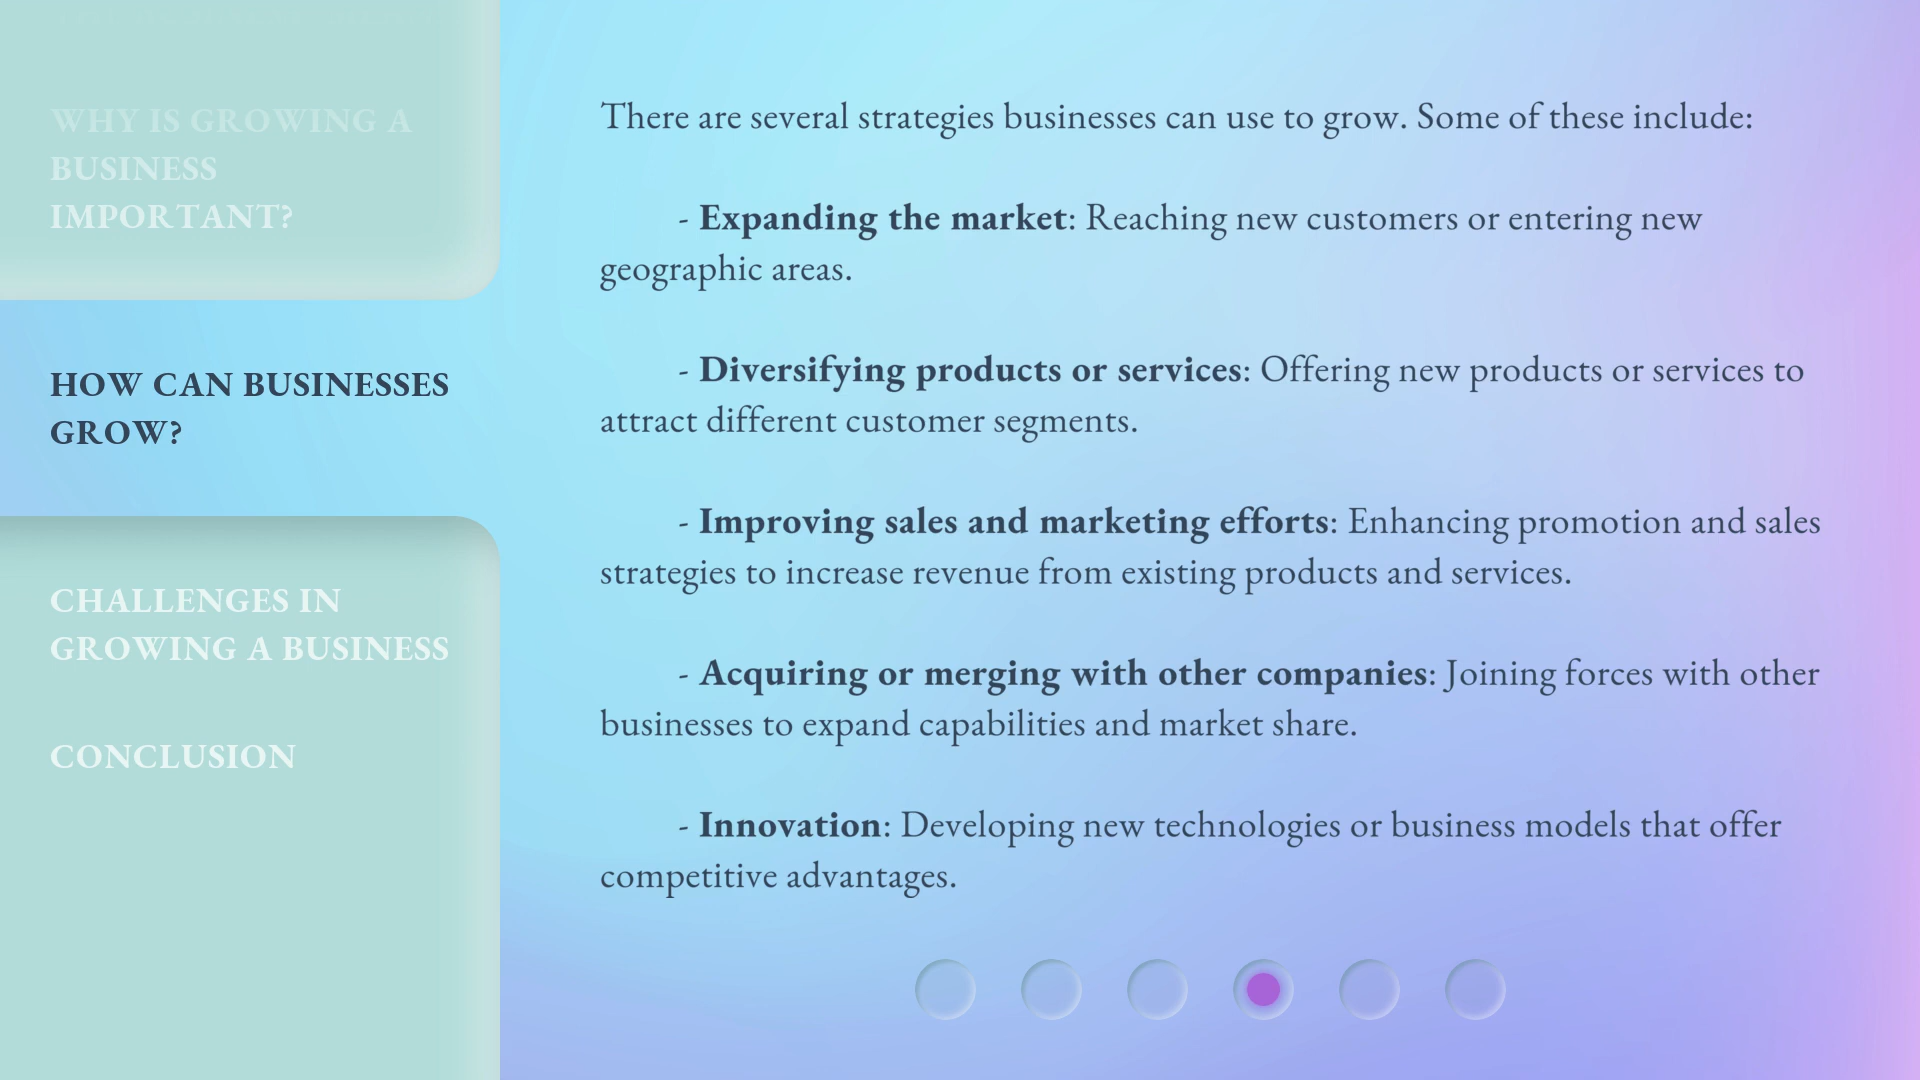 WHY IS GROWING A
BUSINESS
IMPORTANT?
HOW CAN BUSINESSES
GROW?
CHALLENGES IN
GROWING A BUSINESS
CONCLUSION
There are several strategies businesses can use to grow. Some of these include:
- Expanding the market: Reaching new customers or entering new
geographic areas.
- Diversifying products or services: Offering new products or services to
attract different customer segments.
- Improving sales and marketing efforts: Enhancing promotion and sales
strategies to increase revenue from existing products and services.
- Acquiring or merging with other companies: Joining forces with other
businesses to expand capabilities and market share.
- Innovation: Developing new technologies or business models that offer
competitive advantages.